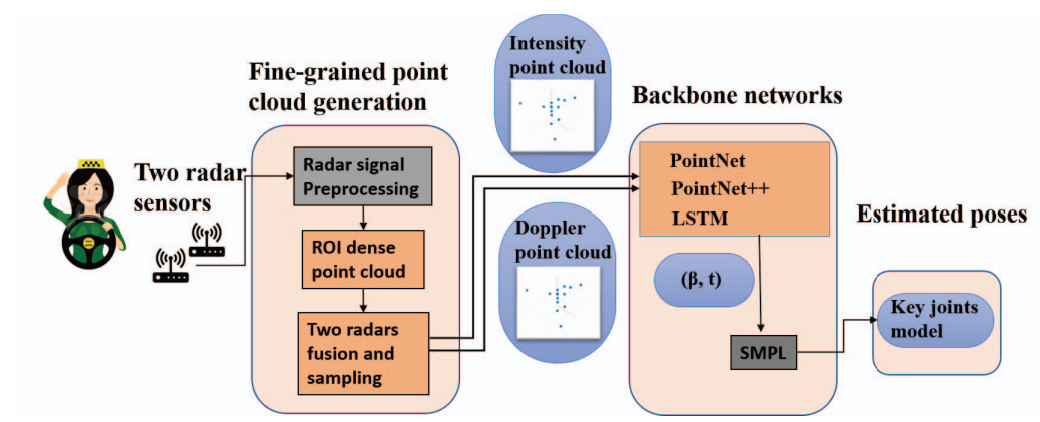 Two radar
sensors
Fine-grained point
cloud generation
Radar signal
Preprocessing
ROI dense
point cloud
Two radars
fusion and
sampling
Intensity
point cloud
Doppler
point cloud
Backbone networks
PointNet
PointNet++
LSTM
(β, t)
SMPL
Estimated poses
Key joints
model